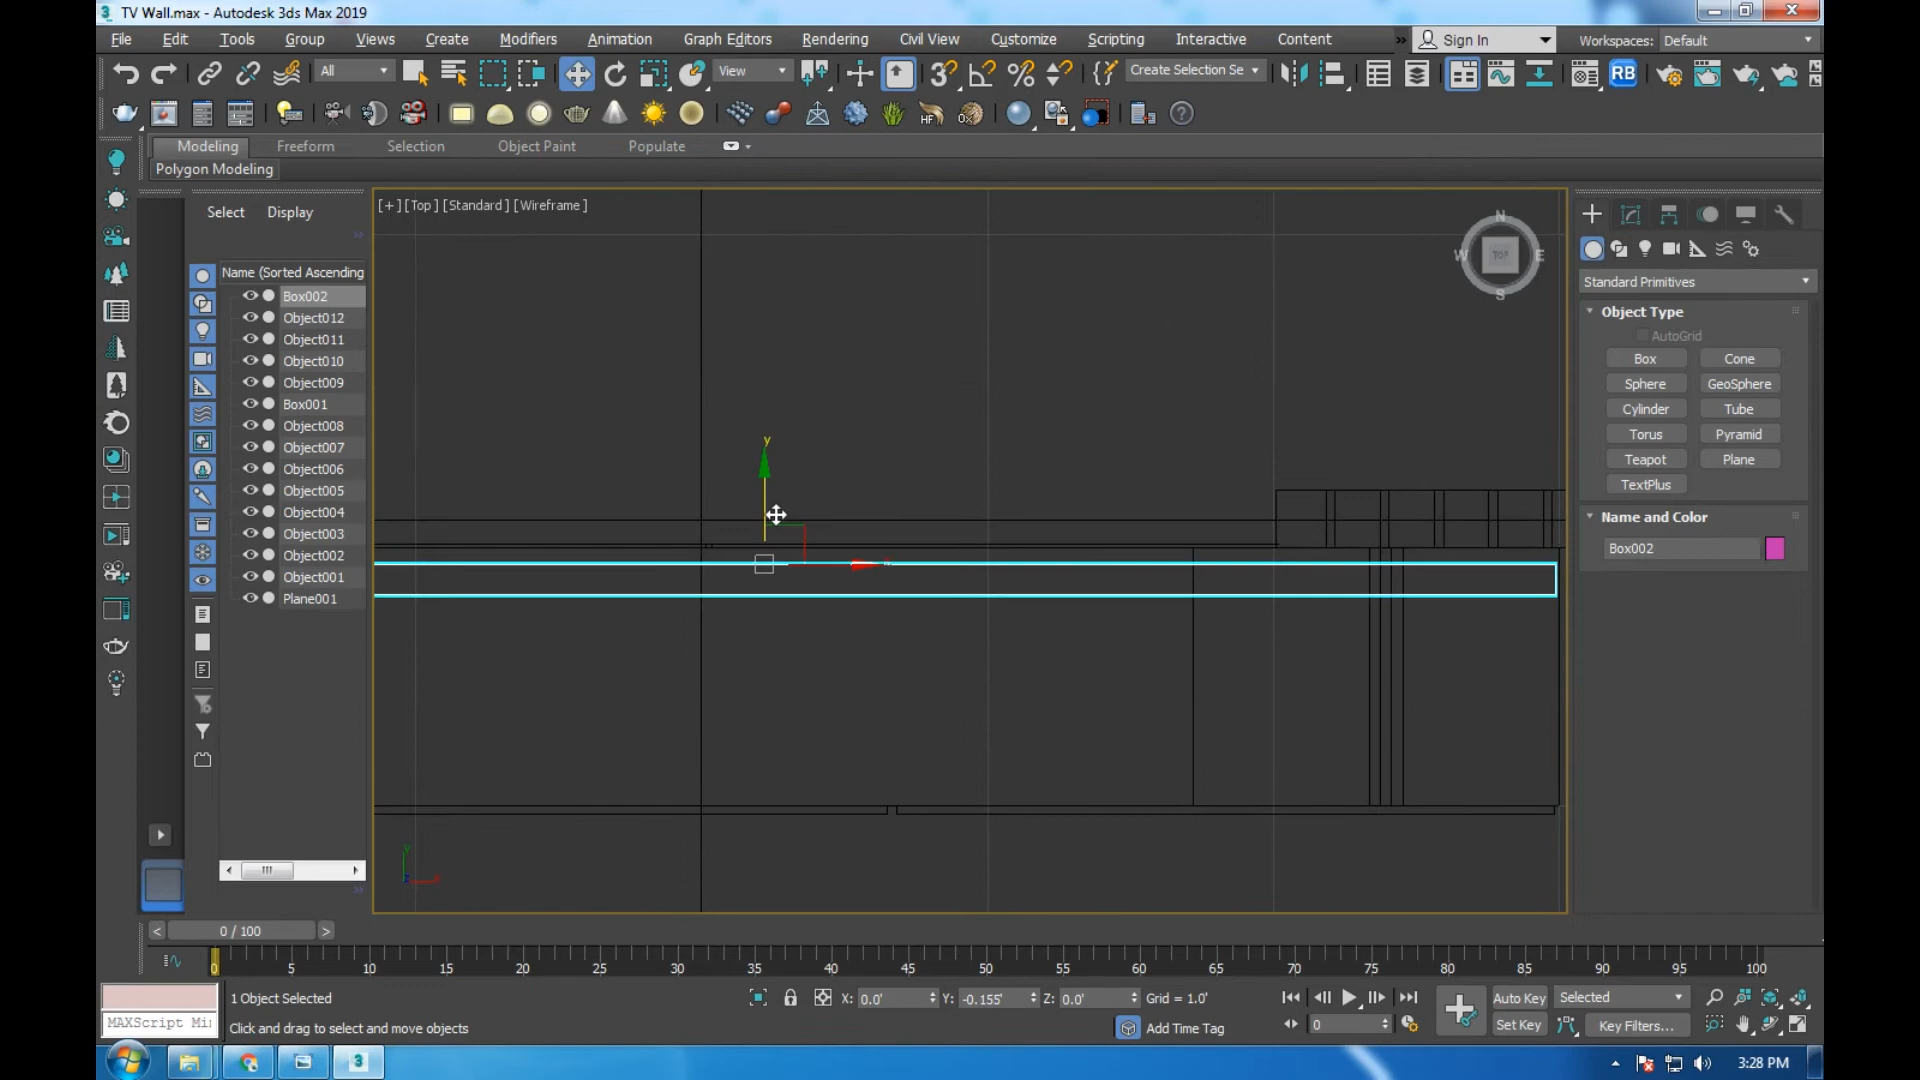 3 TV Wall.max - Autodesk 3ds Max 2019
File Edit Tools Group Views Create Modifiers Animation Graph Editors Rendering Civil View Customize Scripting Interactive Content » Sign In Workspaces: Default
All View Create Selection Se RB
Modeling Freeform Selection Object Paint Populate
Polygon Modeling
Select Display
Name (Sorted Ascending
Box002
Object012
Object011
Object010
Object009
Box001
Object008
Object007
Object006
Object005
Object004
Object003
Object002
Object001
Plane001
[+] [Top] [Standard] [Wireframe]
N
W TOP E
S
y
Standard Primitives
Object Type
AutoGrid
Box Cone
Sphere GeoSphere
Cylinder Tube
Torus Pyramid
Teapot Plane
TextPlus
Name and Color
Box002
< 0 / 100 >
0 5 10 15 20 25 30 35 40 45 50 55 60 65 70 75 80 85 90 95 100
1 Object Selected X: 0.0' Y: -0.155' Z: 0.0' Grid = 1.0' Auto Key Selected
MAXScript Mi Click and drag to select and move objects Add Time Tag 0 Set Key Key Filters...
3:28 PM